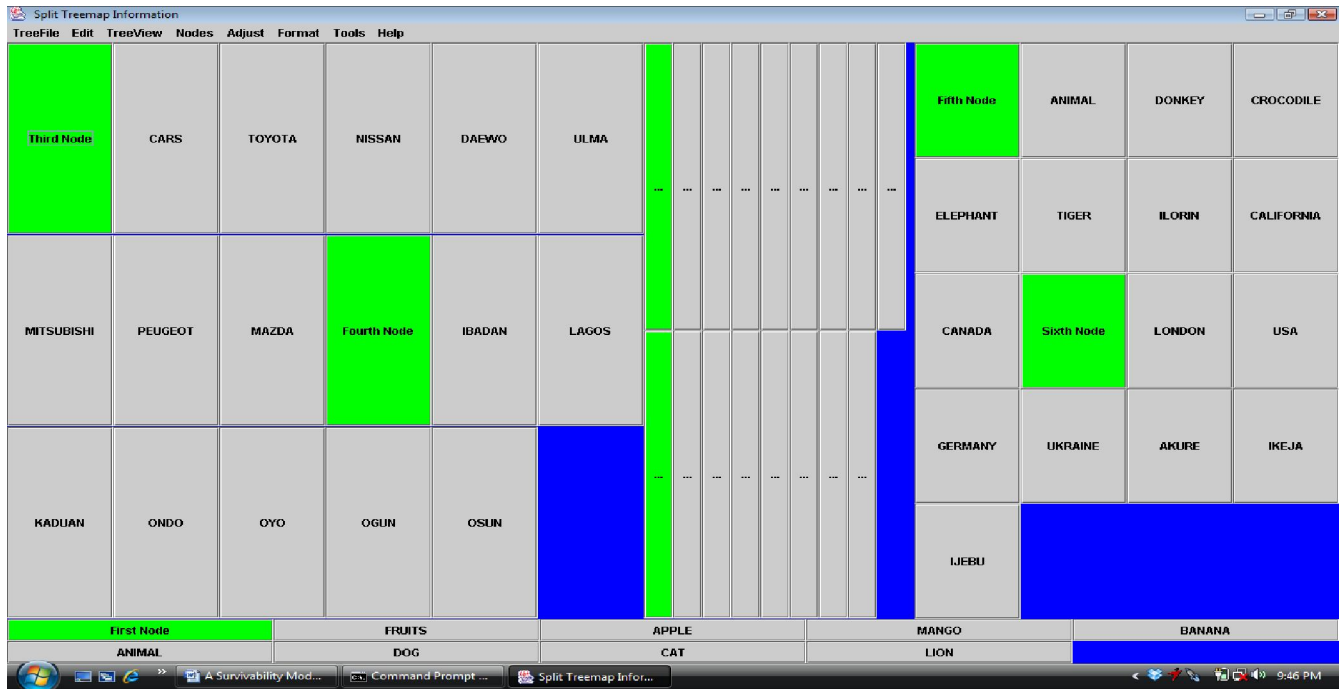 Split Treemap Information
TreeFile Edit TreeView Nodes Adjust Format Tools Help
Third Node CARS TOYOTA NISSAN DAEWO ULMA
MITSUBISHI PEUGEOT MAZDA Fourth Node IBADAN LAGOS
KADUAN ONDO OYO OGUN OSUN
... ... ... ... ... ... ... ... ...
... ... ... ... ... ... ... ...
Fifth Node ANIMAL DONKEY CROCODILE
ELEPHANT TIGER ILORIN CALIFORNIA
CANADA Sixth Node LONDON USA
GERMANY UKRAINE AKURE IKEJA
IJEBU
First Node FRUITS APPLE MANGO BANANA
ANIMAL DOG CAT LION
A Survivability Mod... Command Prompt ... Split Treemap Infor... 9:46 PM